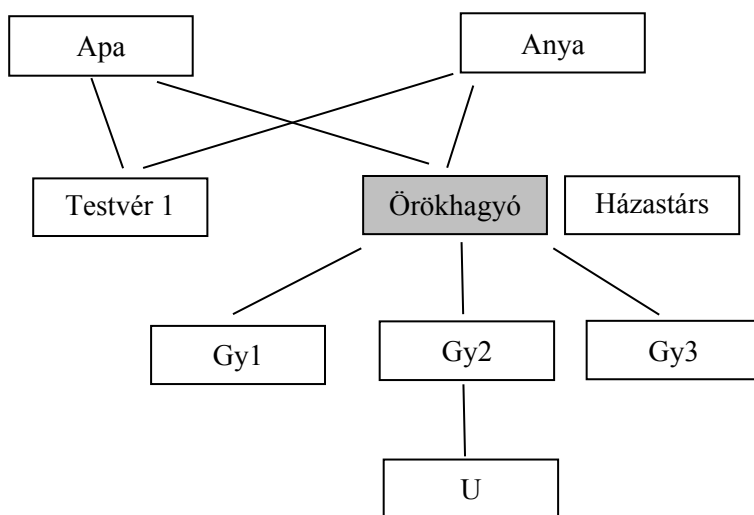 Apa
Anya
Testvér 1
Örökhagyó
Házastárs
Gy1
Gy2
Gy3
U